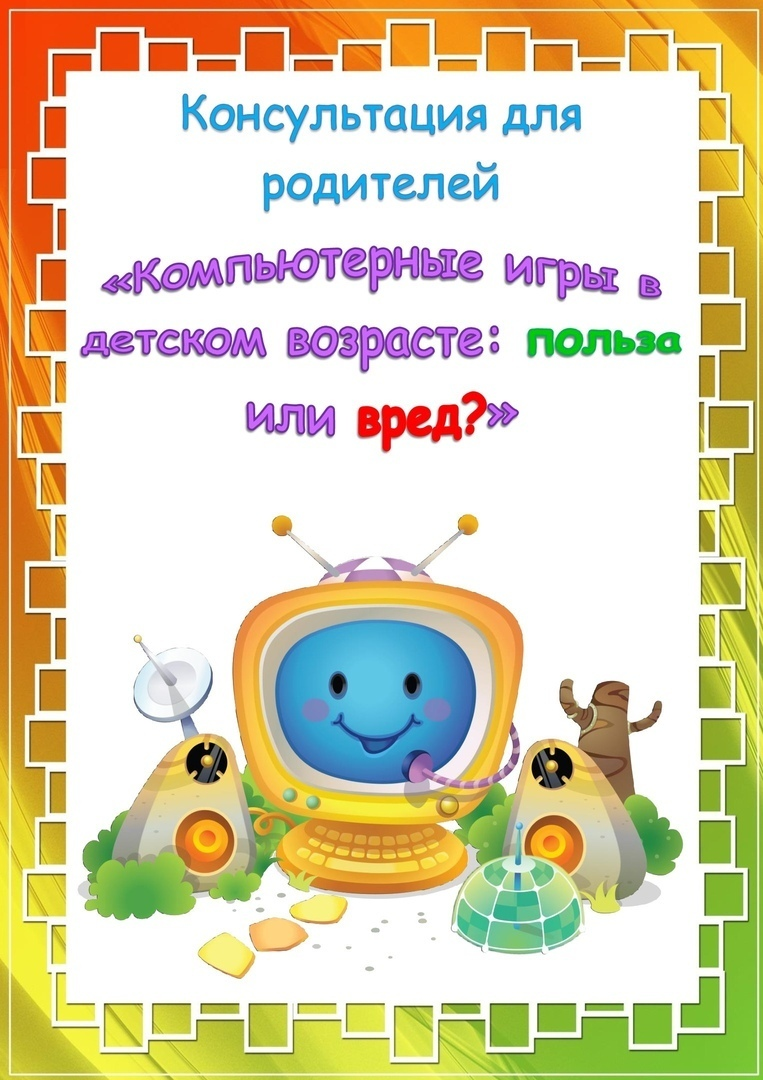 Консультация для
родителей
«Компьютерные игры в
детском возрасте: польза
или вред?»